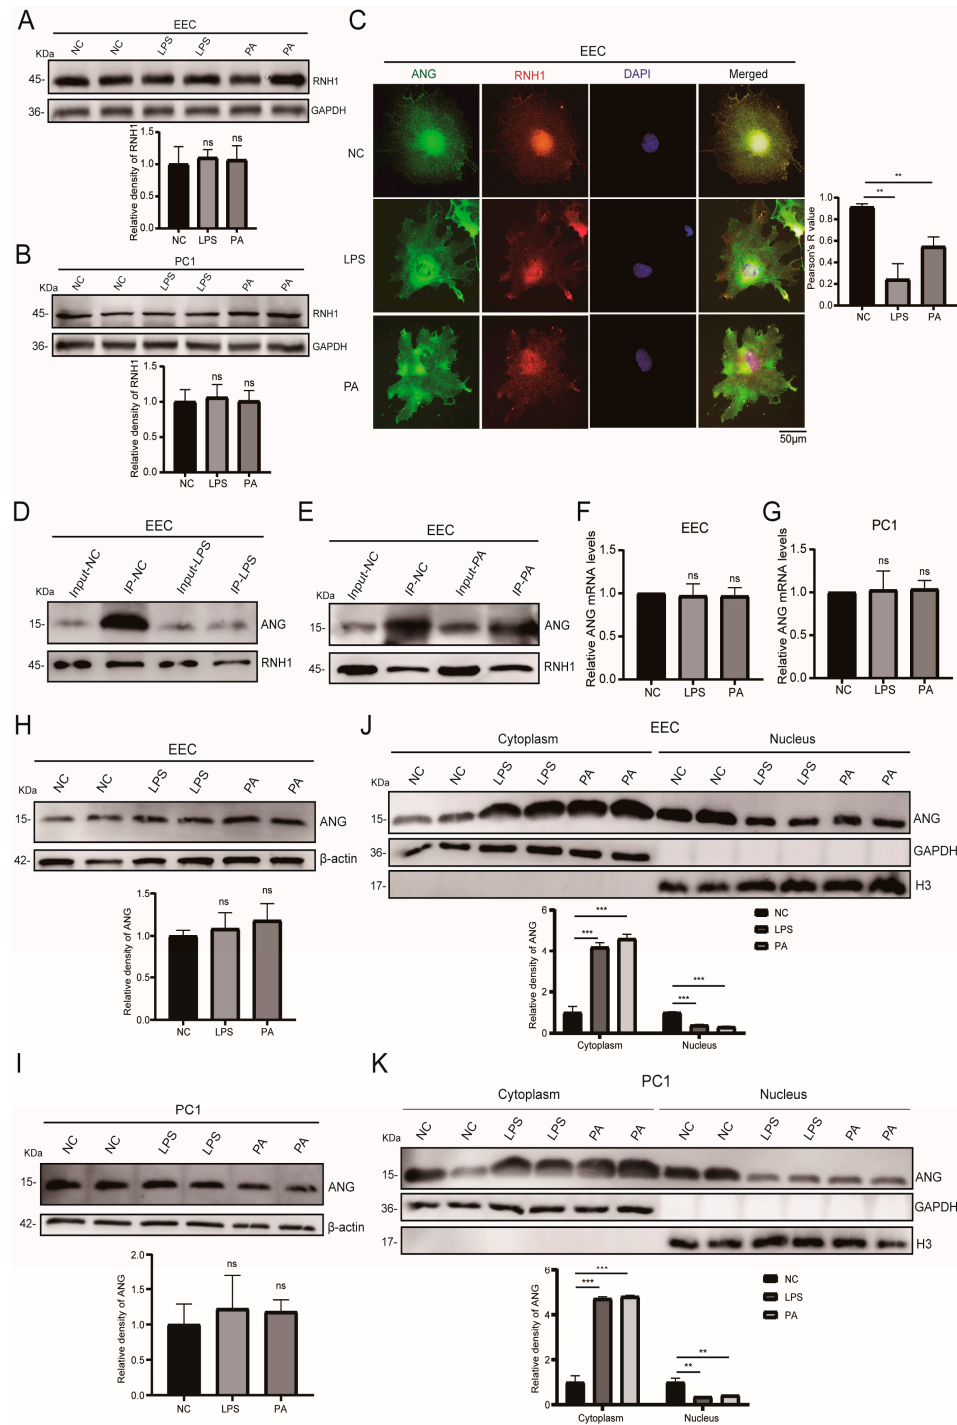 A
EEC
KDa
NC
NC
LPS
LPS
PA
PA
45-
RNH1
36-
GAPDH
Relative density of RNH1
1.5
1.0
0.5
0.0
ns
ns
NC
LPS
PA
B
PC1
KDa
NC
NC
LPS
LPS
PA
PA
45-
RNH1
36-
GAPDH
Relative density of RNH1
1.5
1.0
0.5
0.0
ns
ns
NC
LPS
PA
C
EEC
ANG
RNH1
DAPI
Merged
NC
LPS
PA
50μm
Pearson's R value
1.0
0.8
0.6
0.4
0.2
0.0
**
**
NC
LPS
PA
D
EEC
KDa
Input-NC
IP-NC
Input-LPS
IP-LPS
15-
ANG
45-
RNH1
E
EEC
KDa
Input-NC
IP-NC
Input-PA
IP-PA
15-
ANG
45-
RNH1
F
EEC
Relative ANG mRNA levels
1.5
1.0
0.5
0.0
ns
ns
NC
LPS
PA
G
PC1
Relative ANG mRNA levels
1.5
1.0
0.5
0.0
ns
ns
NC
LPS
PA
H
EEC
KDa
NC
NC
LPS
LPS
PA
PA
15-
ANG
42-
β-actin
Relative density of ANG
1.5
1.0
0.5
0.0
ns
ns
NC
LPS
PA
J
EEC
Cytoplasm
Nucleus
KDa
NC
NC
LPS
LPS
PA
PA
NC
NC
LPS
LPS
PA
PA
15-
ANG
36-
GAPDH
17-
H3
Relative density of ANG
6
4
2
0
***
***
***
***
Cytoplasm
Nucleus
NC
LPS
PA
I
PC1
KDa
NC
NC
LPS
LPS
PA
PA
15-
ANG
42-
β-actin
Relative density of ANG
2.0
1.5
1.0
0.5
0.0
ns
ns
NC
LPS
PA
K
PC1
Cytoplasm
Nucleus
KDa
NC
NC
LPS
LPS
PA
PA
NC
NC
LPS
LPS
PA
PA
15-
ANG
36-
GAPDH
17-
H3
Relative density of ANG
6
4
2
0
***
***
**
**
Cytoplasm
Nucleus
NC
LPS
PA